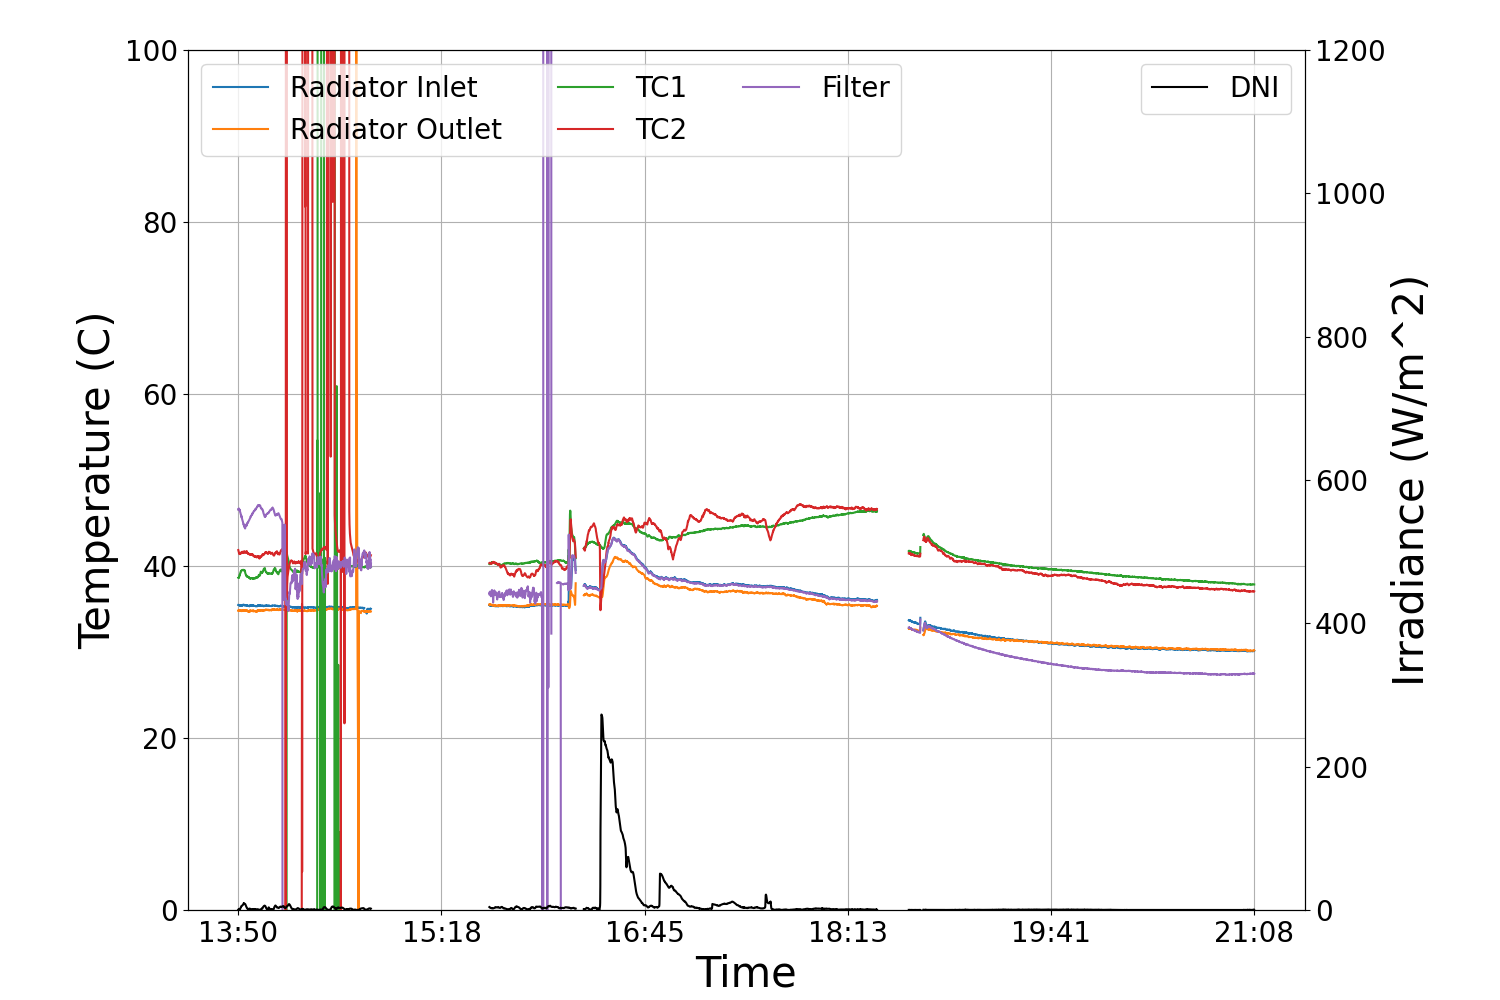 100
80
60
40
20
0
Temperature (C)
Radiator Inlet
Radiator Outlet
TC1
TC2
Filter
DNI
1200
1000
800
600
400
200
0
Irradiance (W/m^2)
13:50
15:18
16:45
18:13
19:41
21:08
Time